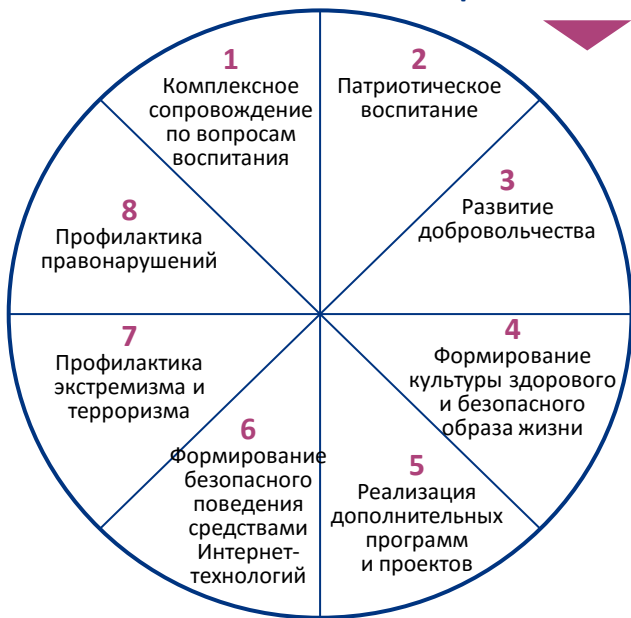 1
Комплексное
сопровождение
по вопросам
воспитания
2
Патриотическое
воспитание
3
Развитие
добровольчества
4
Формирование
культуры здорового
и безопасного
образа жизни
5
Реализация
дополнительных
программ
и проектов
6
Формирование
безопасного
поведения
средствами
Интернет-
технологий
7
Профилактика
экстремизма и
терроризма
8
Профилактика
правонарушений